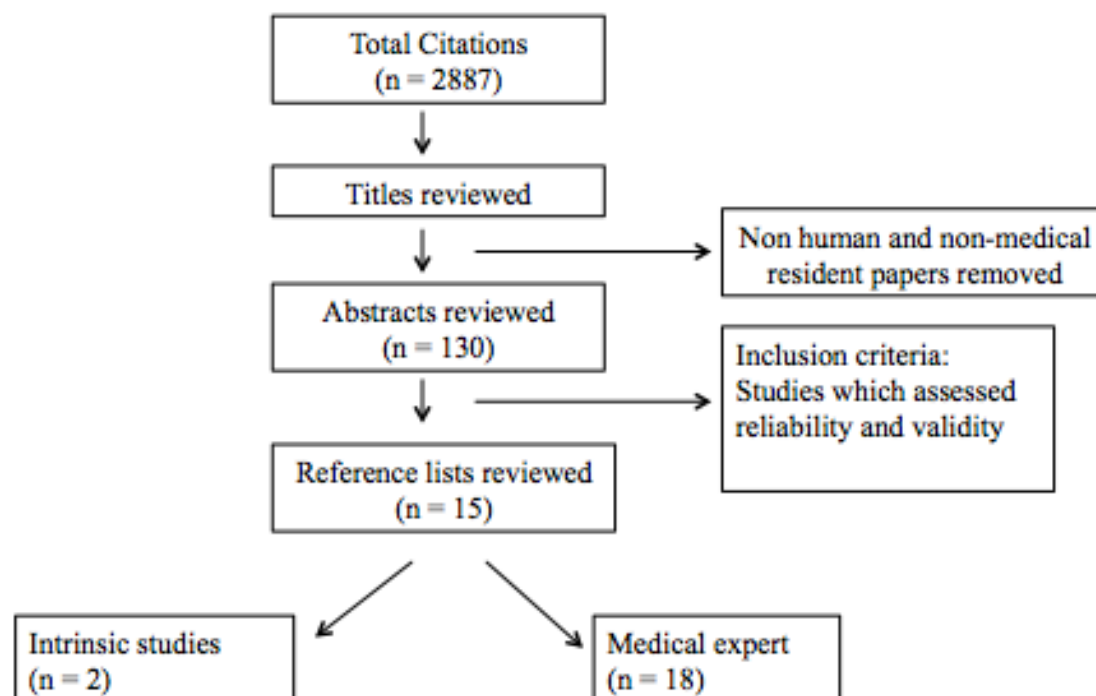 Total Citations
(n = 2887)
Titles reviewed
Non human and non-medical
resident papers removed
Abstracts reviewed
(n = 130)
Inclusion criteria:
Studies which assessed
reliability and validity
Reference lists reviewed
(n = 15)
Intrinsic studies
(n = 2)
Medical expert
(n = 18)